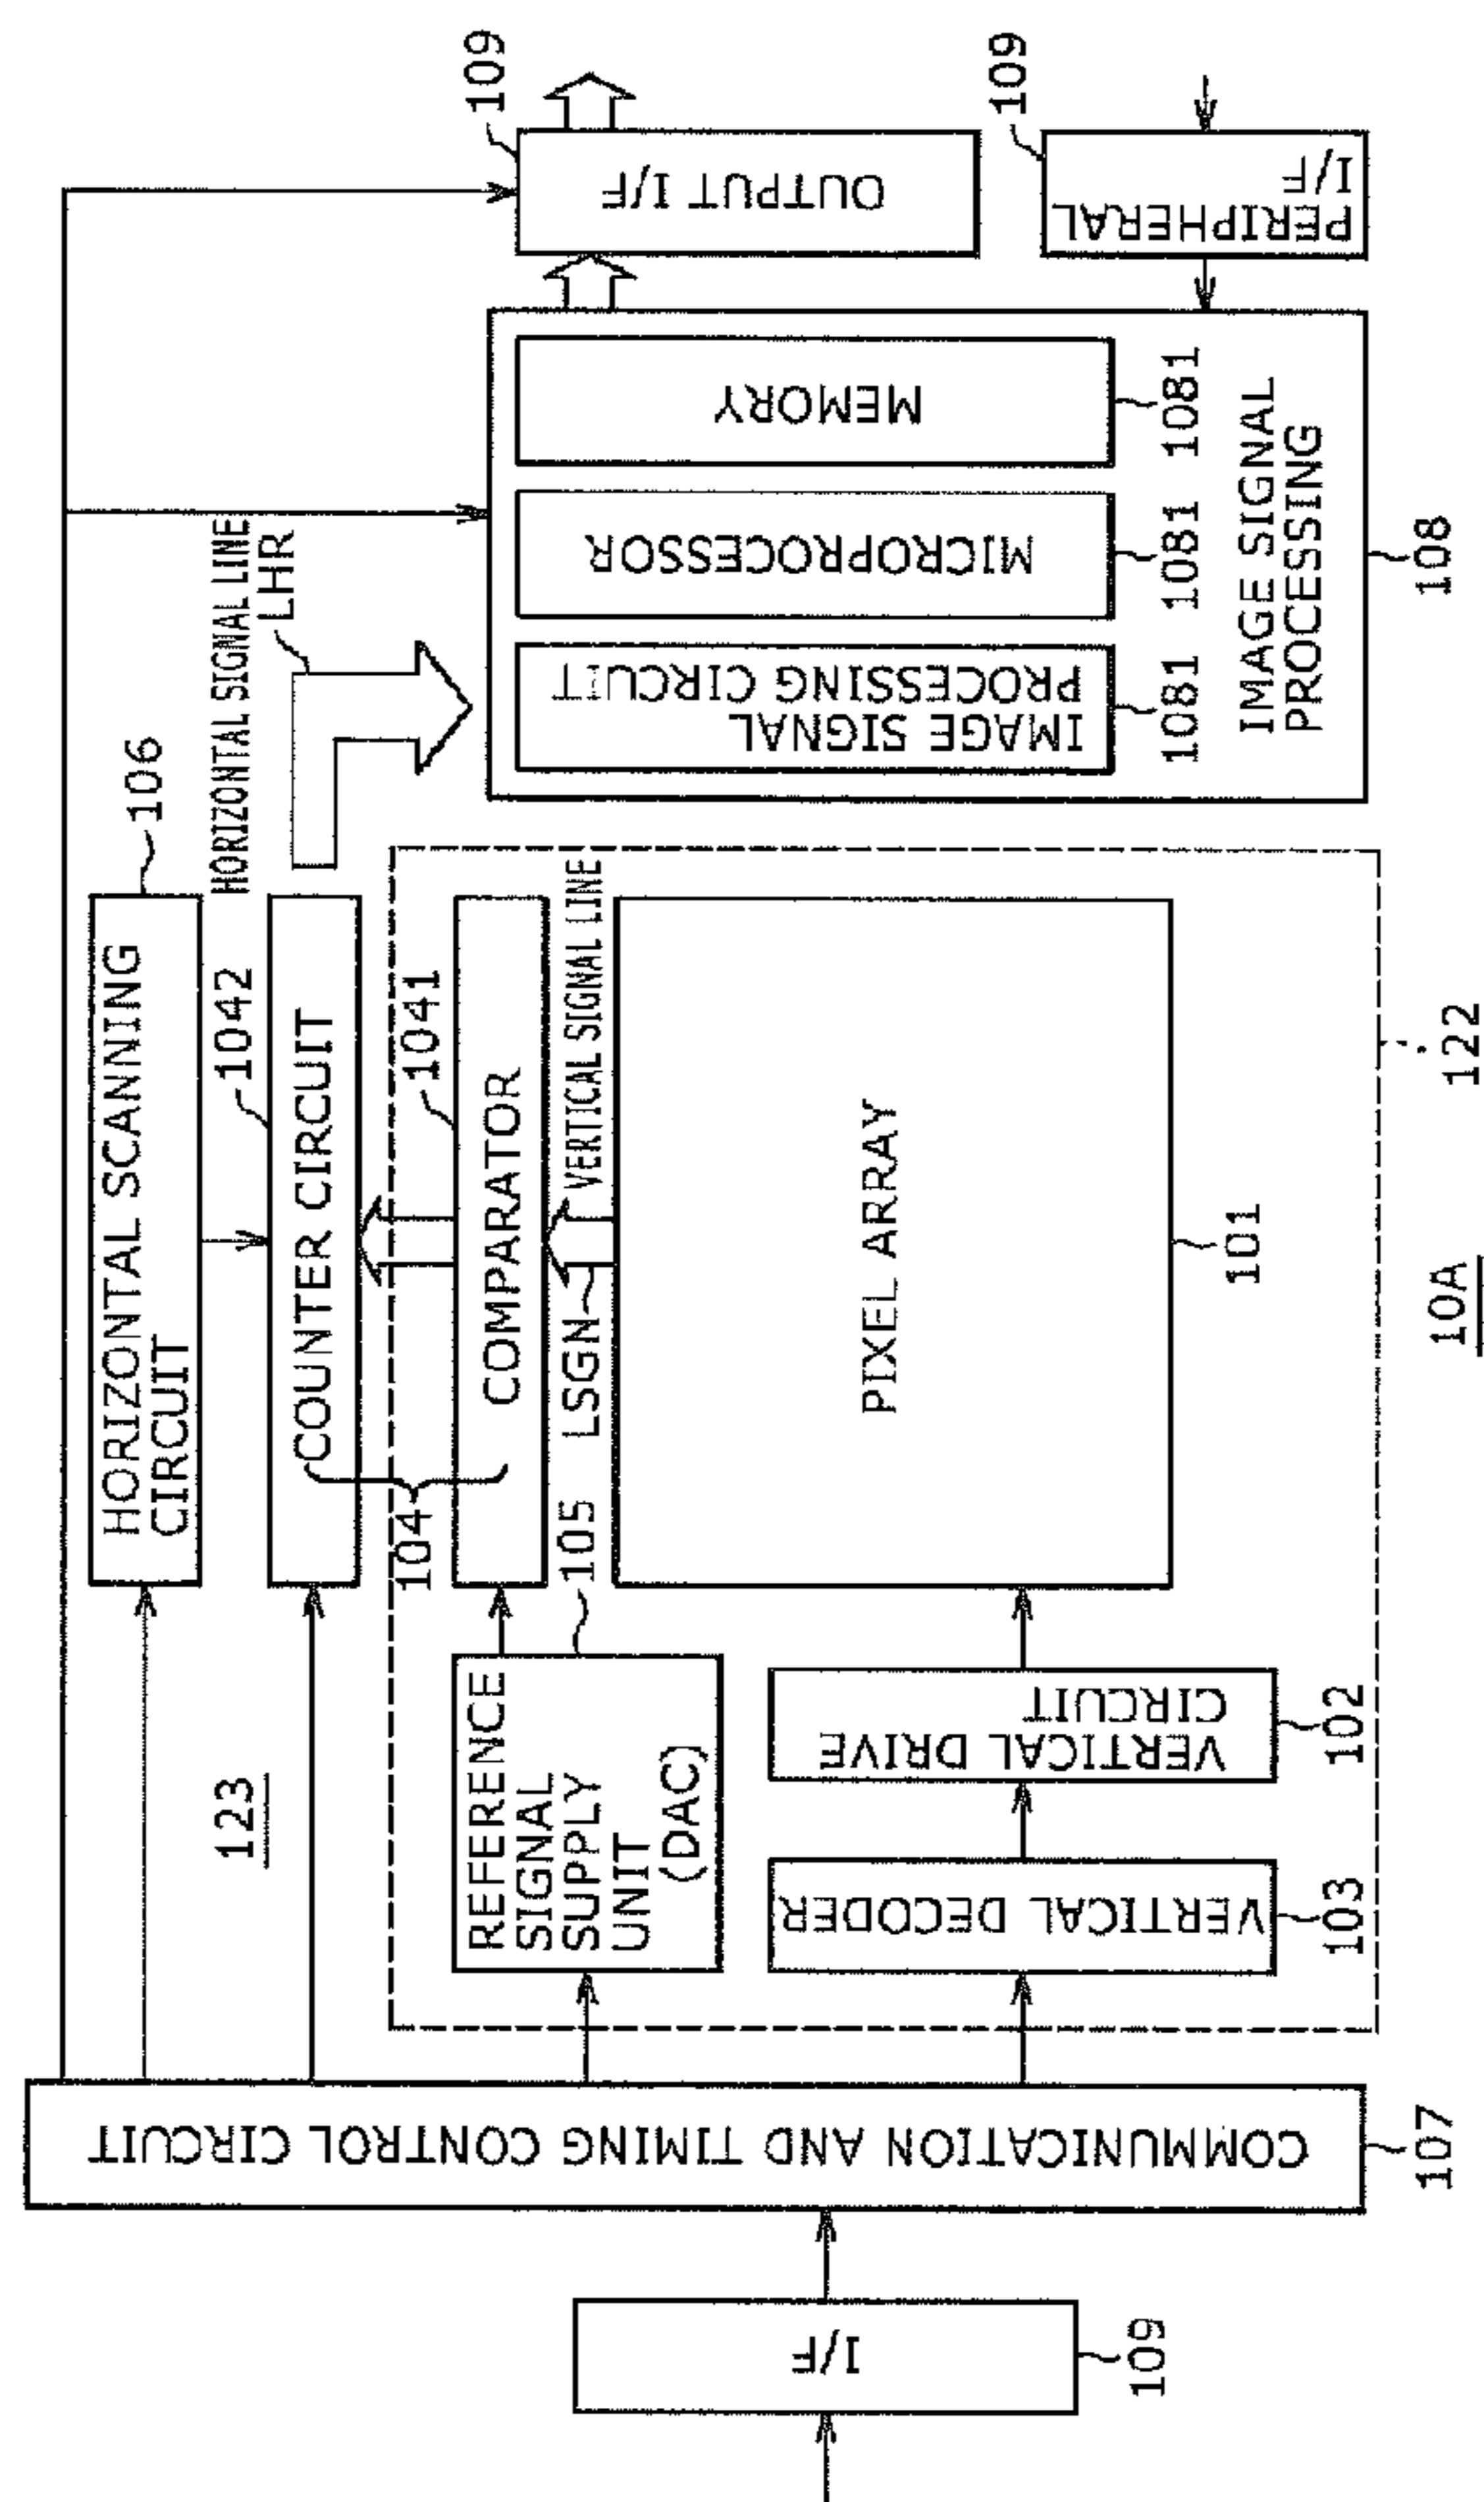 HORIZONTAL SCANNING
CIRCUIT
106
HORIZONTAL SIGNAL LINE
LHR
1042
COUNTER CIRCUIT
123
104
1041
COMPARATOR
105
LSGN
VERTICAL SIGNAL LINE
REFERENCE
SIGNAL
SUPPLY
UNIT
(DAC)
PIXEL ARRAY
101
VERTICAL DRIVE
CIRCUIT
102
VERTICAL DECODER
103
122
COMMUNICATION AND TIMING CONTROL CIRCUIT
107
I/F
109
IMAGE SIGNAL
PROCESSING CIRCUIT
1081
MICROPROCESSOR
1081
MEMORY
1081
IMAGE SIGNAL
PROCESSING
108
OUTPUT I/F
109
PERIPHERAL
I/F
109
10A